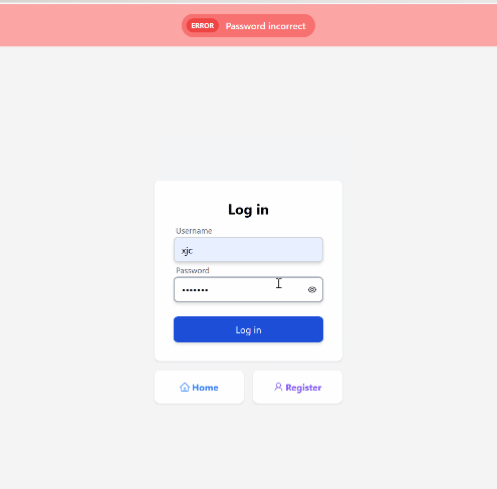 ERROR Password incorrect
Log in
Username
xjc
Password
•••••••
Log in
Home
Register